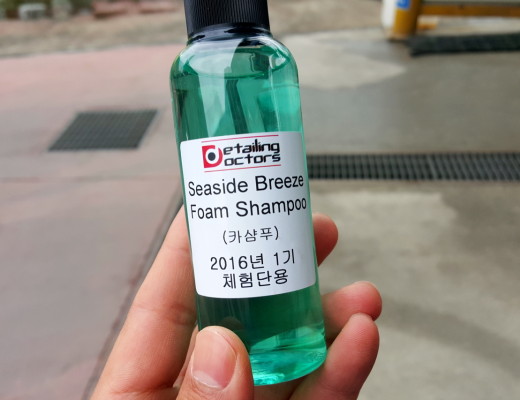 Detailing
Doctors
Seaside Breeze
Foam Shampoo
(카샴푸)
2016년 1기
체험단용